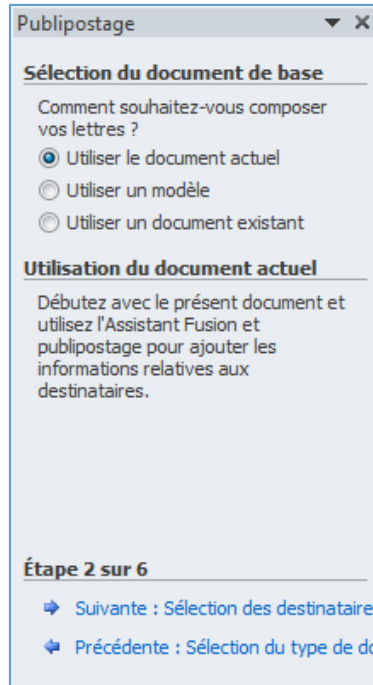 Publipostage
Sélection du document de base
Comment souhaitez-vous composer
vos lettres ?
Utiliser le document actuel
Utiliser un modèle
Utiliser un document existant
Utilisation du document actuel
Débutez avec le présent document et
utilisez l'Assistant Fusion et
publipostage pour ajouter les
informations relatives aux
destinataires.
Étape 2 sur 6
Suivante : Sélection des destinataire
Précédente : Sélection du type de do